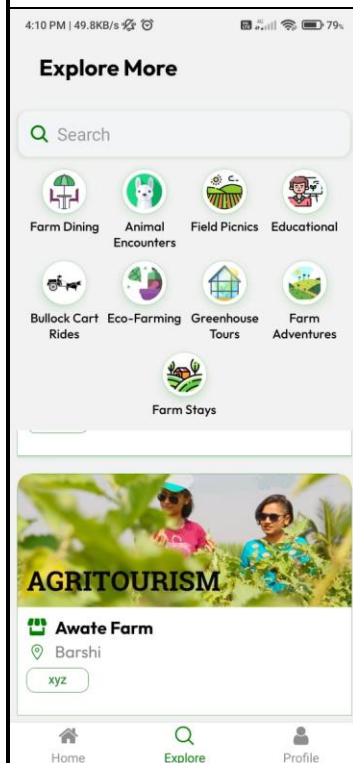 4:10 PM | 49.8KB/s
79%
Explore More
Search
Farm Dining
Animal
Encounters
Field Picnics
Educational
Bullock Cart
Rides
Eco-Farming
Greenhouse
Tours
Farm
Adventures
Farm Stays
AGRITOURISM
Awate Farm
Barshi
xyz
Home
Explore
Profile